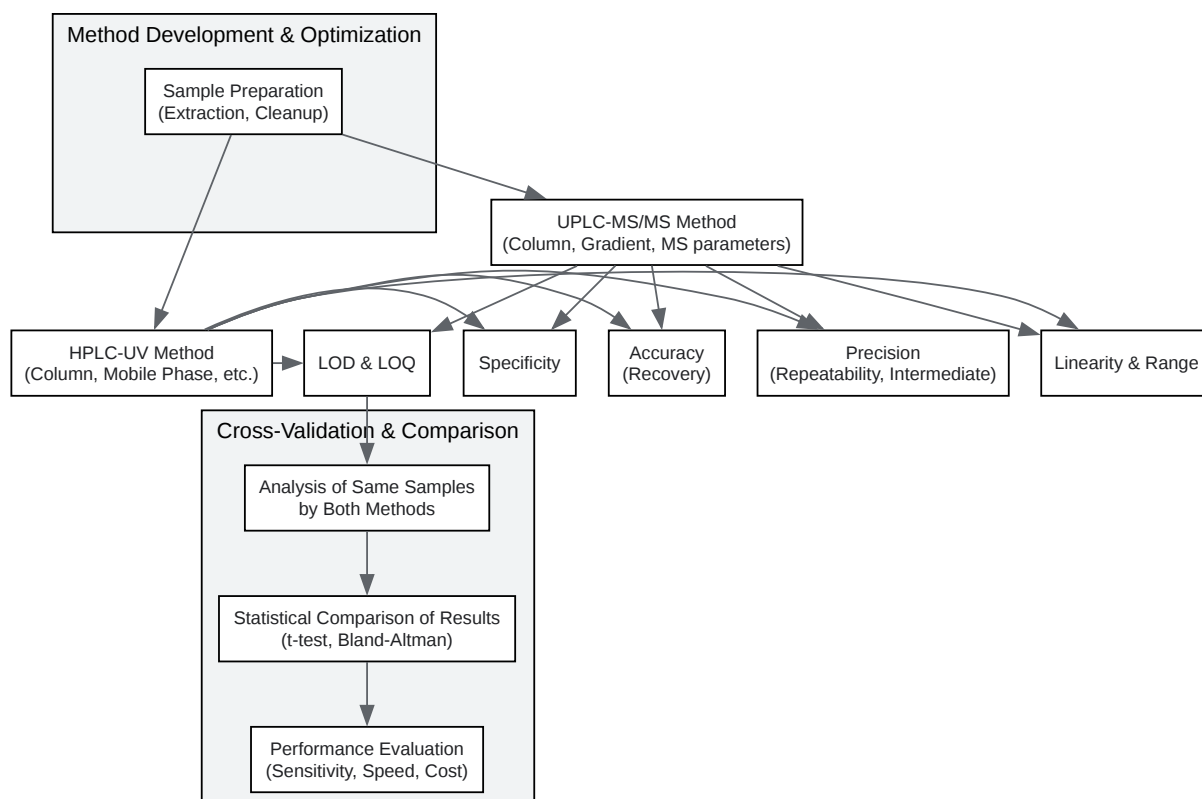 Method Development & Optimization
Sample Preparation
(Extraction, Cleanup)
UPLC-MS/MS Method
(Column, Gradient, MS parameters)
HPLC-UV Method
(Column, Mobile Phase, etc.)
LOD & LOQ
Specificity
Accuracy
(Recovery)
Precision
(Repeatability, Intermediate)
Linearity & Range
Cross-Validation & Comparison
Analysis of Same Samples
by Both Methods
Statistical Comparison of Results
(t-test, Bland-Altman)
Performance Evaluation
(Sensitivity, Speed, Cost)